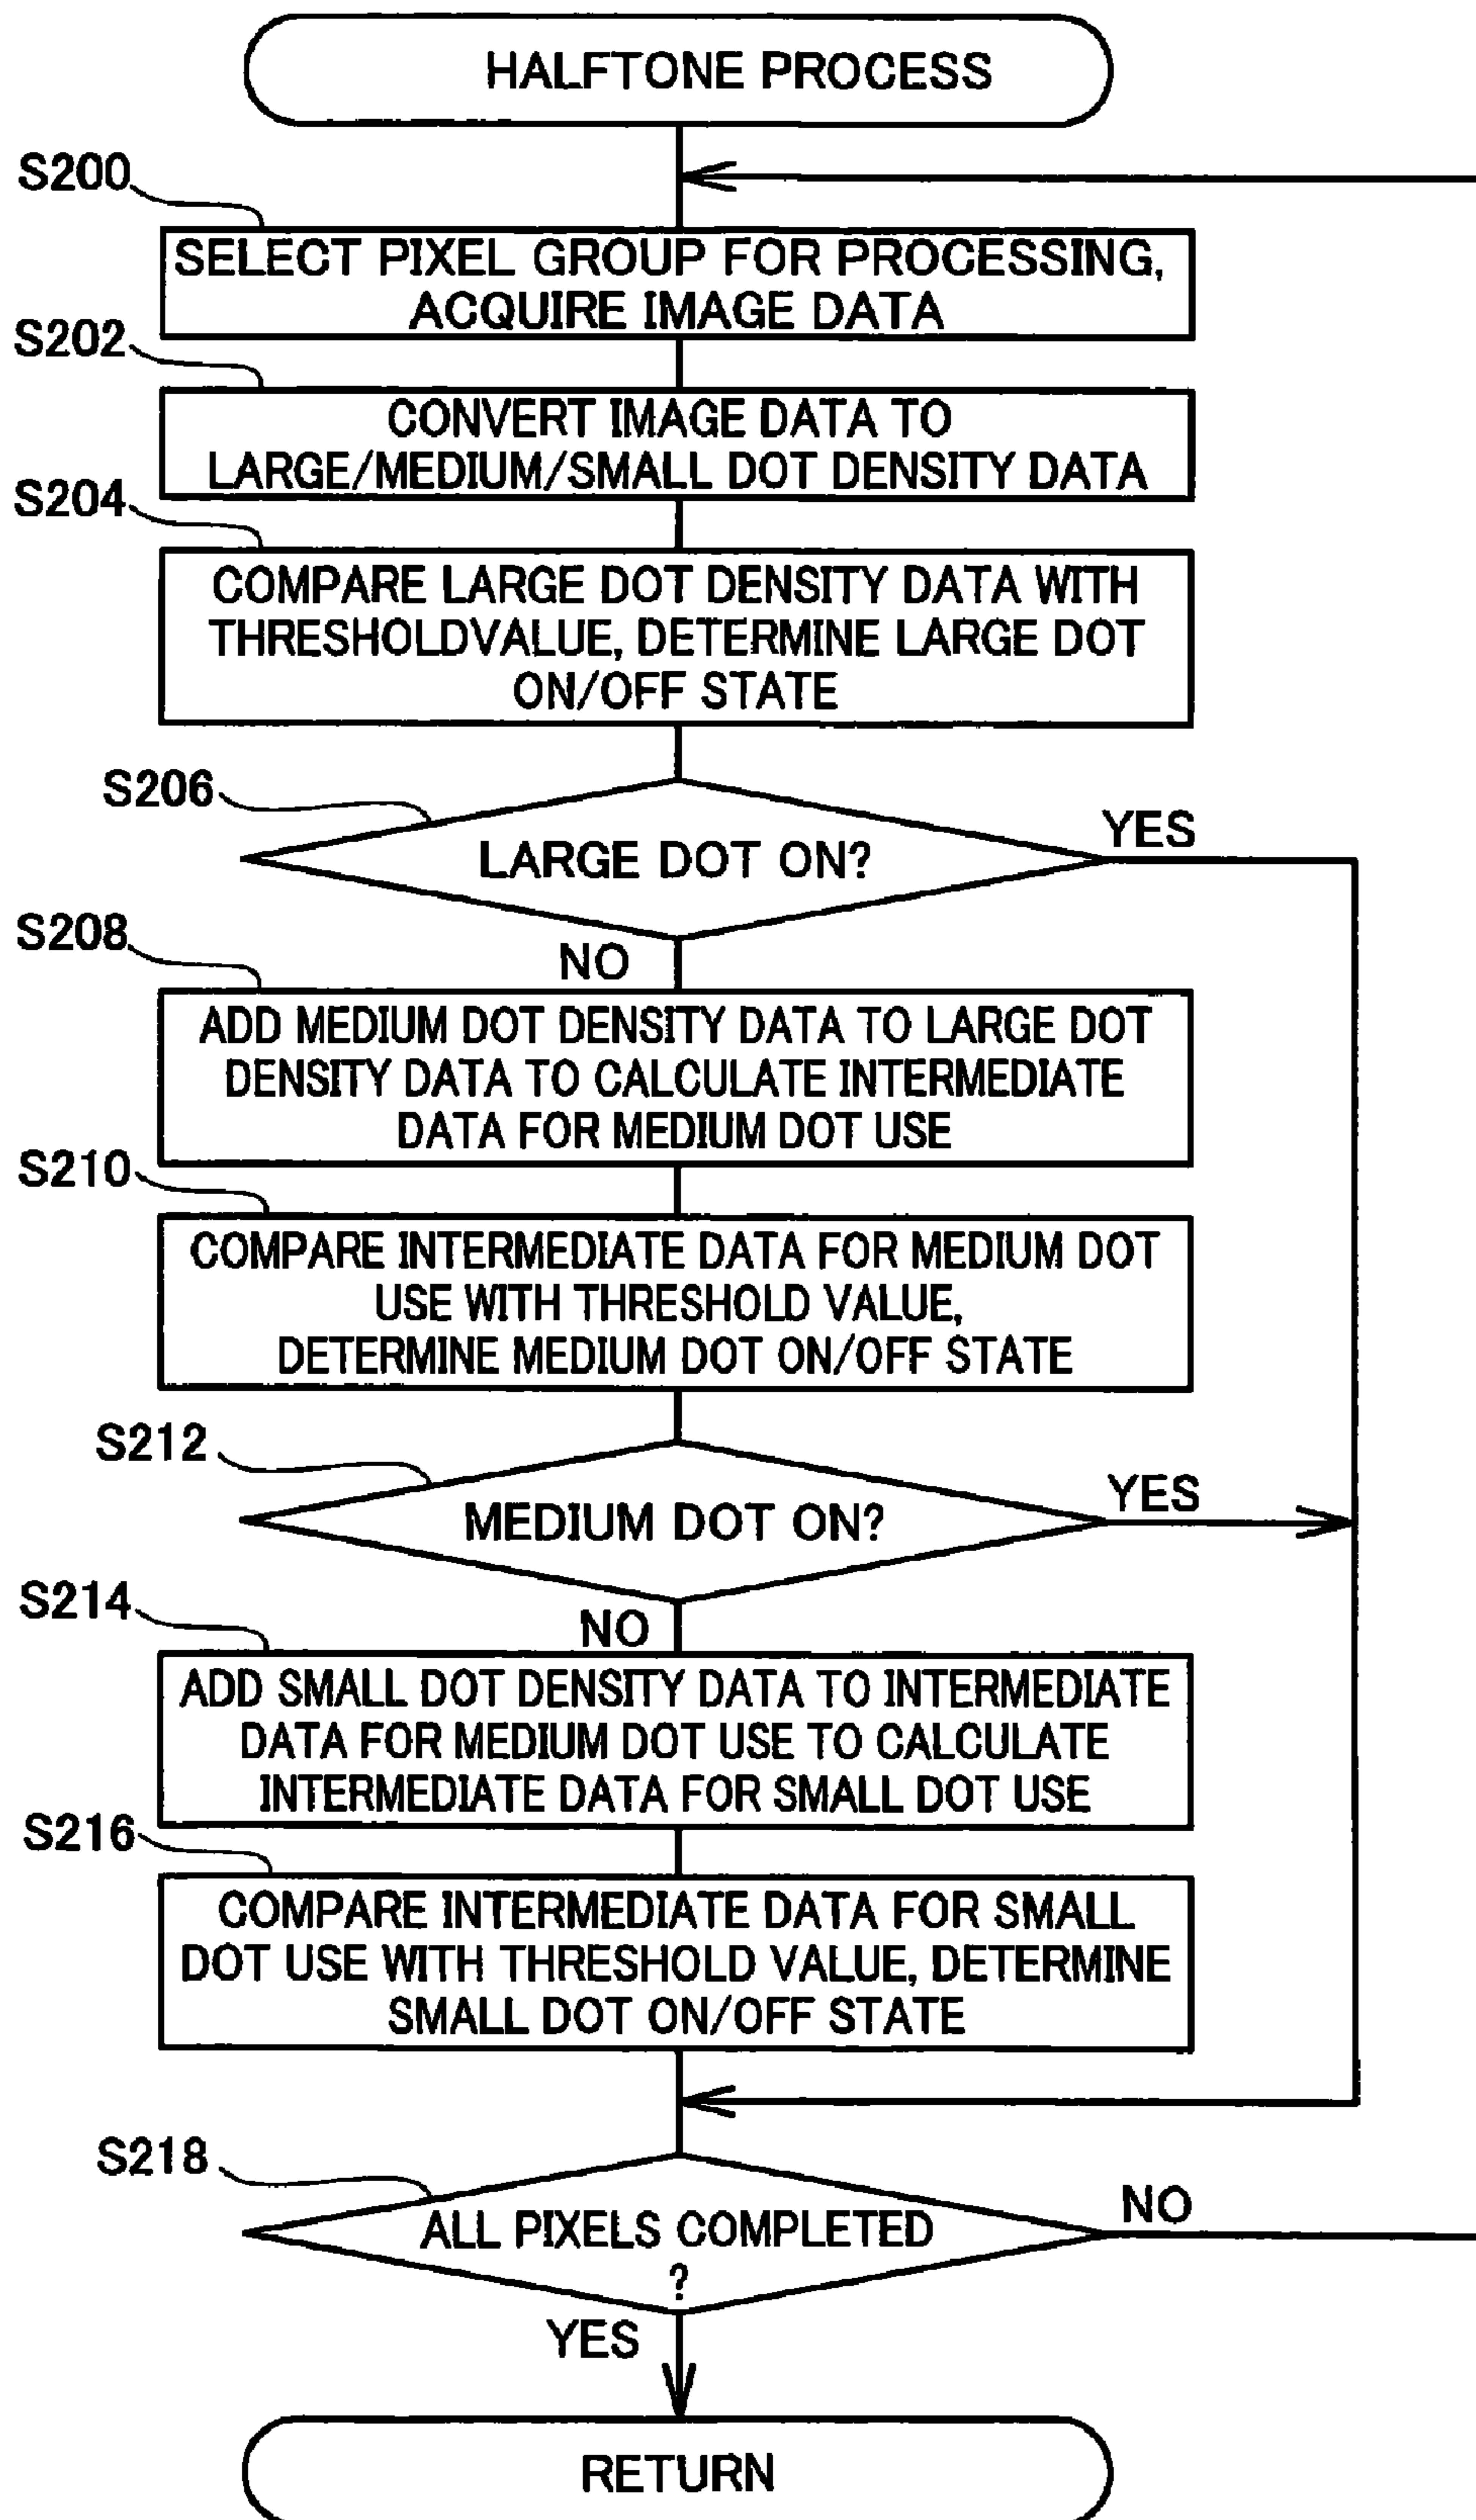 HALFTONE PROCESS
S200
SELECT PIXEL GROUP FOR PROCESSING,
ACQUIRE IMAGE DATA
S202
CONVERT IMAGE DATA TO
LARGE/MEDIUM/SMALL DOT DENSITY DATA
S204
COMPARE LARGE DOT DENSITY DATA WITH
THRESHOLDVALUE, DETERMINE LARGE DOT
ON/OFF STATE
S206
LARGE DOT ON?
YES
NO
S208
ADD MEDIUM DOT DENSITY DATA TO LARGE DOT
DENSITY DATA TO CALCULATE INTERMEDIATE
DATA FOR MEDIUM DOT USE
S210
COMPARE INTERMEDIATE DATA FOR MEDIUM DOT
USE WITH THRESHOLD VALUE,
DETERMINE MEDIUM DOT ON/OFF STATE
S212
MEDIUM DOT ON?
YES
NO
S214
ADD SMALL DOT DENSITY DATA TO INTERMEDIATE
DATA FOR MEDIUM DOT USE TO CALCULATE
INTERMEDIATE DATA FOR SMALL DOT USE
S216
COMPARE INTERMEDIATE DATA FOR SMALL
DOT USE WITH THRESHOLD VALUE, DETERMINE
SMALL DOT ON/OFF STATE
S218
ALL PIXELS COMPLETED
?
NO
YES
RETURN